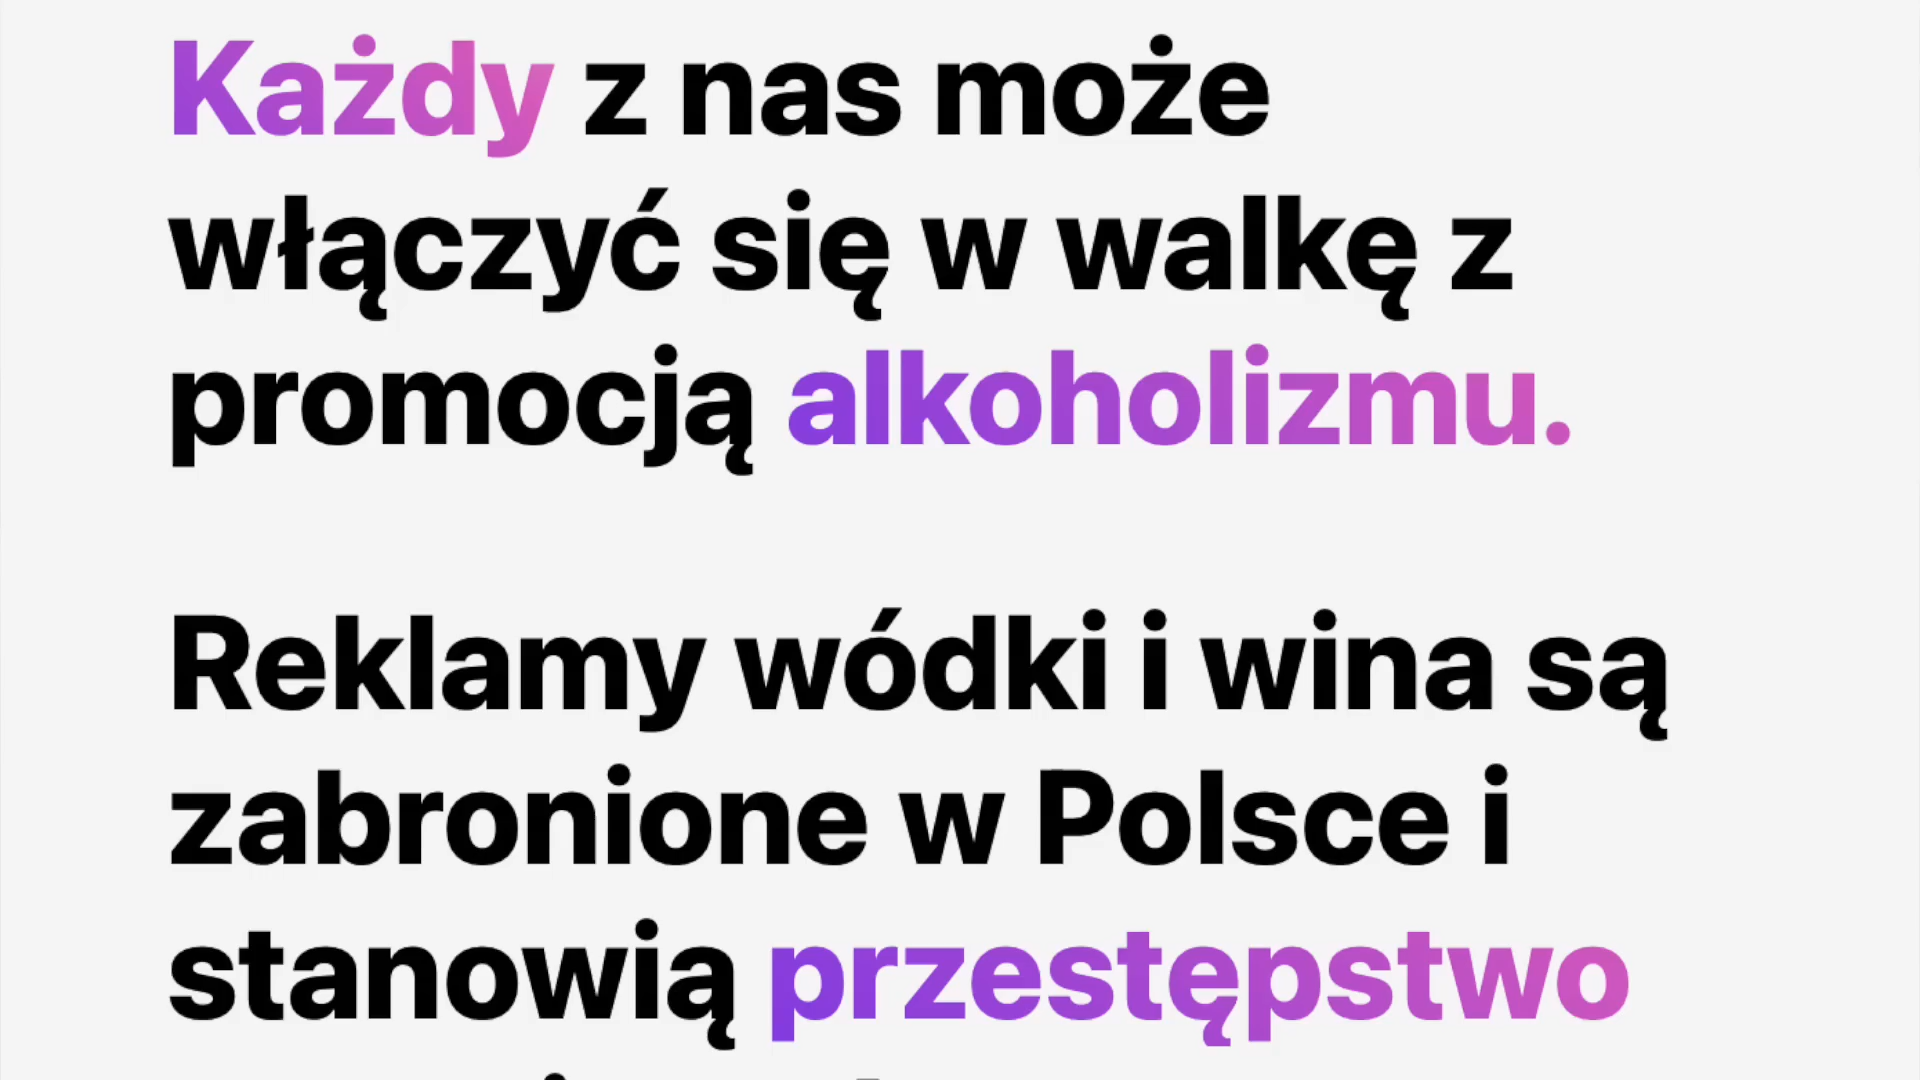 Każdy z nas może
włączyć się w walkę z
promocją alkoholizmu.
Reklamy wódki i wina są
zabronione w Polsce i
stanowią przestępstwo